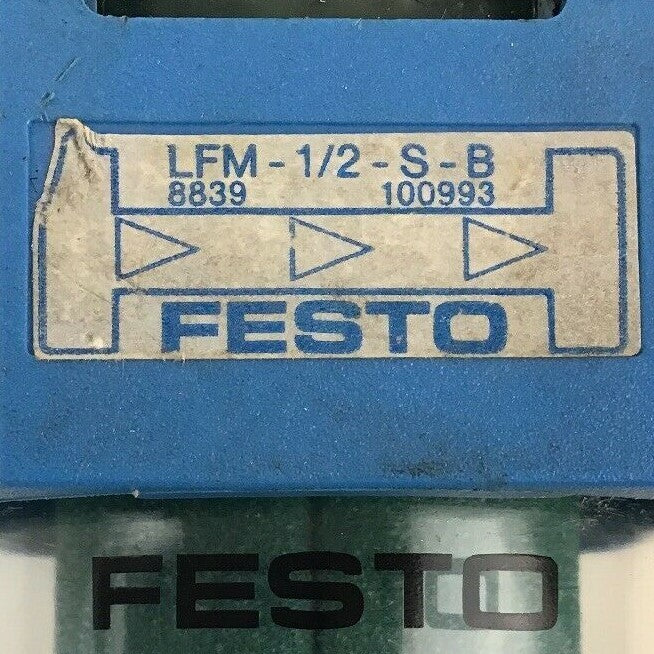 LFM - 1/2 - S - B
8839 100993
FESTO
FESTO